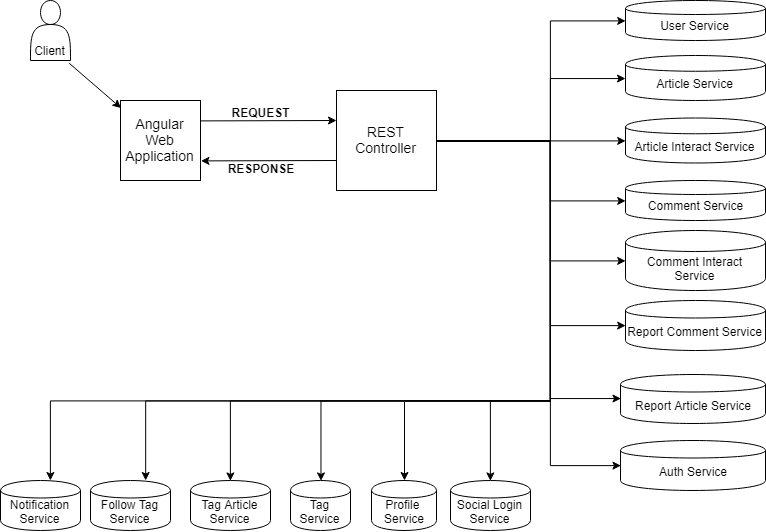 Client
Angular
Web
Application
REQUEST
RESPONSE
REST
Controller
User Service
Article Service
Article Interact Service
Comment Service
Comment Interact
Service
Report Comment Service
Report Article Service
Auth Service
Notification
Service
Follow Tag
Service
Tag Article
Service
Tag
Service
Profile
Service
Social Login
Service